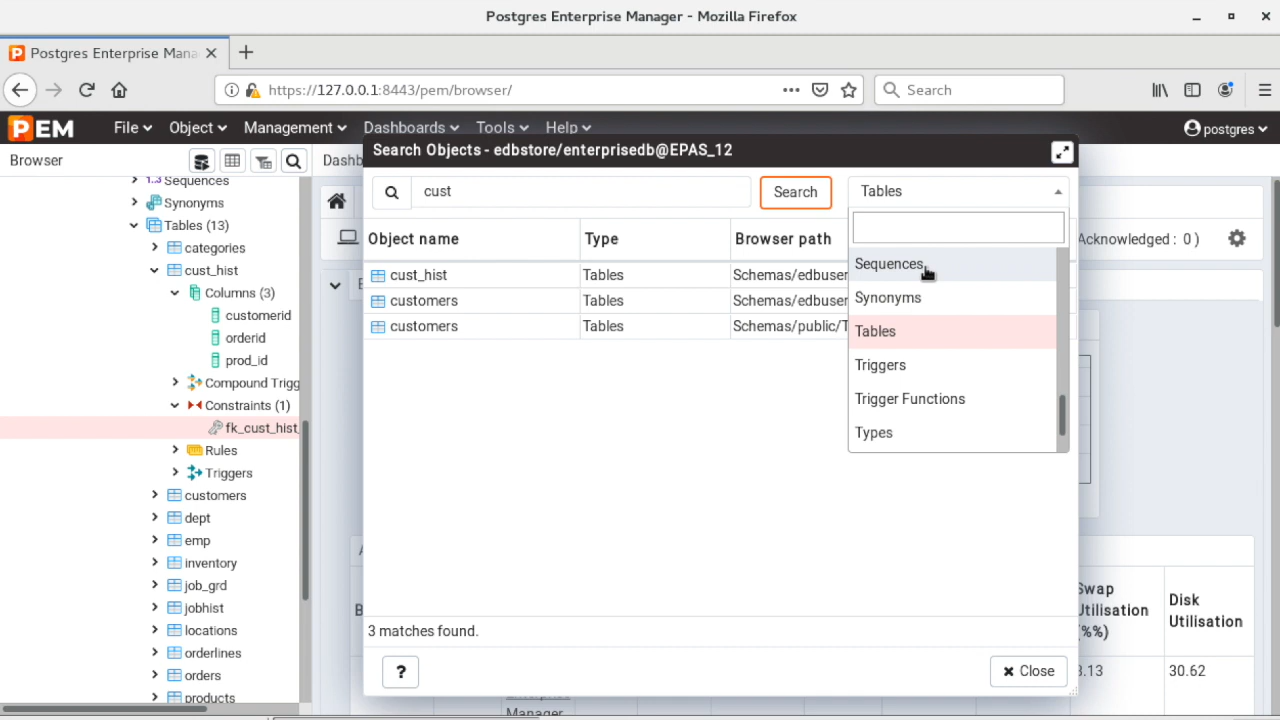 Postgres Enterprise Manager - Mozilla Firefox
Postgres Enterprise Mana
https://127.0.0.1:8443/pem/browser/
Search
PEM
File
Object
Management
Dashboards
Tools
Help
postgres
Browser
Dashb
Search Objects - edbstore/enterprisedb@EPAS_12
cust
Search
Tables
Object name
Type
Browser path
cust_hist
Tables
Schemas/edbuser
customers
Tables
Schemas/edbuser
customers
Tables
Schemas/public/T
Sequences
Synonyms
Tables
Triggers
Trigger Functions
Types
3 matches found.
?
Close
1.3 Sequences
Synonyms
Tables (13)
categories
cust_hist
Columns (3)
customerid
orderid
prod_id
Compound Trigg
Constraints (1)
fk_cust_hist_
Rules
Triggers
customers
dept
emp
inventory
job_grd
jobhist
locations
orderlines
orders
products
Acknowledged : 0 )
E
A
B
Swap
Utilisation
(%%)
Disk
Utilisation
3.13
30.62
Enterprise
Manager